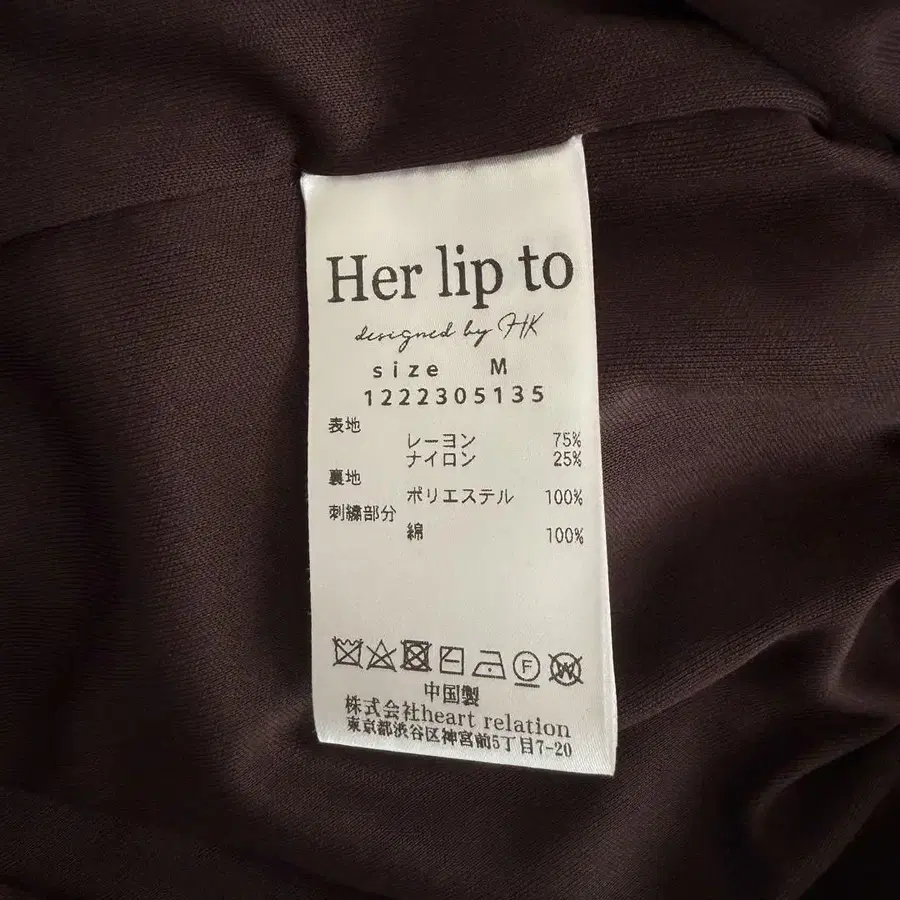 Her lip to
designed by HK
size M
1222305135
表地
レーヨン 75%
ナイロン 25%
裏地
ポリエステル 100%
刺繍部分
綿 100%
F W
中国製
株式会社heart relation
東京都渋谷区神宮前5丁目7-20